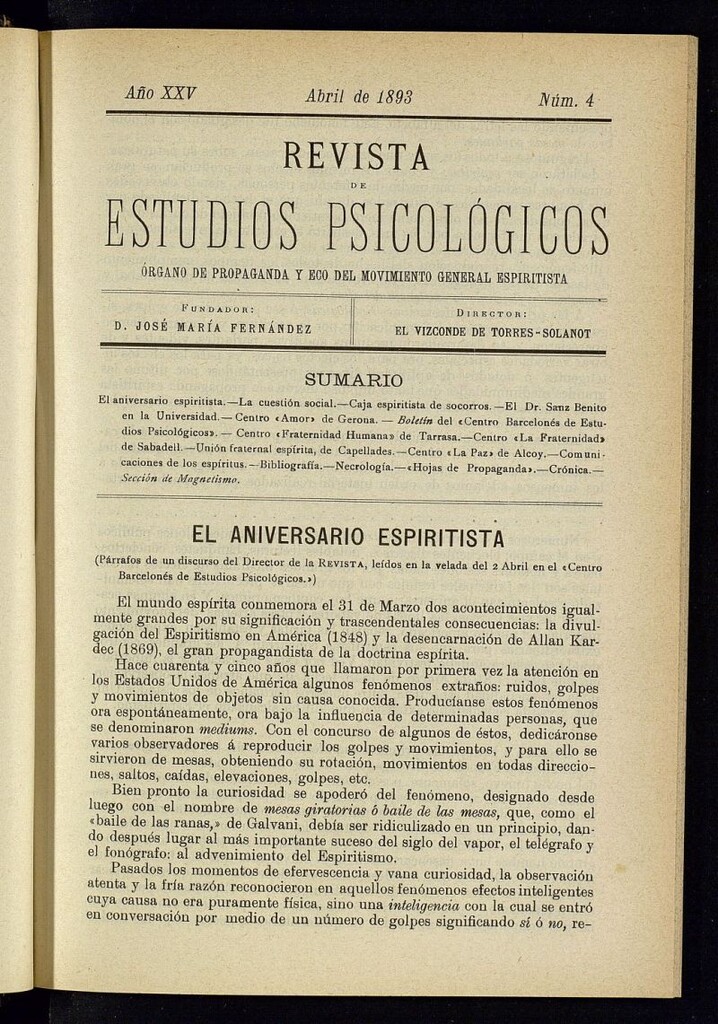 Año XXV Abril de 1893 Núm. 4
REVISTA
DE
ESTUDIOS PSICOLÓGICOS
ÓRGANO DE PROPAGANDA Y ECO DEL MOVIMIENTO GENERAL ESPIRITISTA
FUNDADOR:
D. JOSÉ MARÍA FERNÁNDEZ
DIRECTOR:
EL VIZCONDE DE TORRES-SOLANOT
SUMARIO
El aniversario espiritista.—La cuestión social.—Caja espiritista de socorros.—El Dr. Sanz Benito
en la Universidad.—Centro «Amor» de Gerona.—Boletín del «Centro Barcelonés de Estu-
dios Psicológicos».—Centro «Fraternidad Humana» de Tarrasa.—Centro «La Fraternidad»
de Sabadell.—Unión fraternal espírita, de Capellades.—Centro «La Paz» de Alcoy.—Comuni-
caciones de los espíritus.—Bibliografía.—Necrología.—«Hojas de Propaganda».—Crónica.—
Sección de Magnetismo.
EL ANIVERSARIO ESPIRITISTA
(Párrafos de un discurso del Director de la REVISTA, leídos en la velada del 2 Abril en el «Centro
Barcelonés de Estudios Psicológicos.»)
El mundo espírita conmemora el 31 de Marzo dos acontecimientos igual-
mente grandes por su significación y trascendentales consecuencias: la divul-
gación del Espiritismo en América (1848) y la desencarnación de Allan Kar-
dec (1869), el gran propagandista de la doctrina espírita.
Hace cuarenta y cinco años que llamaron por primera vez la atención en
los Estados Unidos de América algunos fenómenos extraños: ruidos, golpes
y movimientos de objetos sin causa conocida. Producíanse estos fenómenos
ora espontáneamente, ora bajo la influencia de determinadas personas, que
se denominaron mediums. Con el concurso de algunos de éstos, dedicáronse
varios observadores á reproducir los golpes y movimientos, y para ello se
sirvieron de mesas, obteniendo su rotación, movimientos en todas direccio-
nes, saltos, caídas, elevaciones, golpes, etc.
Bien pronto la curiosidad se apoderó del fenómeno, designado desde
luego con el nombre de mesas giratorias ó baile de las mesas, que, como el
«baile de las ranas,» de Galvani, debía ser ridiculizado en un principio, dan-
do después lugar al más importante suceso del siglo del vapor, el telégrafo y
el fonógrafo: al advenimiento del Espiritismo.
Pasados los momentos de efervescencia y vana curiosidad, la observación
atenta y la fría razón reconocieron en aquellos fenómenos efectos inteligentes
cuya causa no era puramente física, sino una inteligencia con la cual se entró
en conversación por medio de un número de golpes significando sí ó no, re-